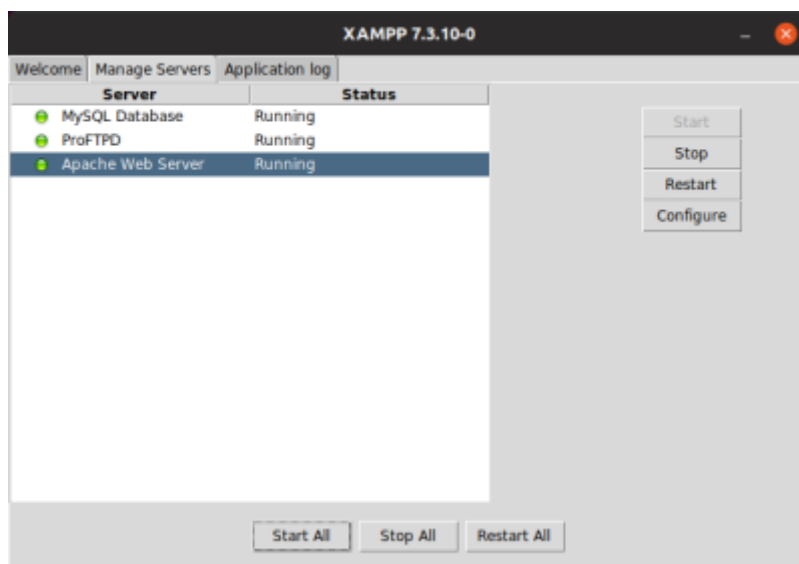 XAMPP 7.3.10-0
Welcome Manage Servers Application log
Server Status
MySQL Database Running
ProFTPD Running
Apache Web Server Running
Start
Stop
Restart
Configure
Start All Stop All Restart All